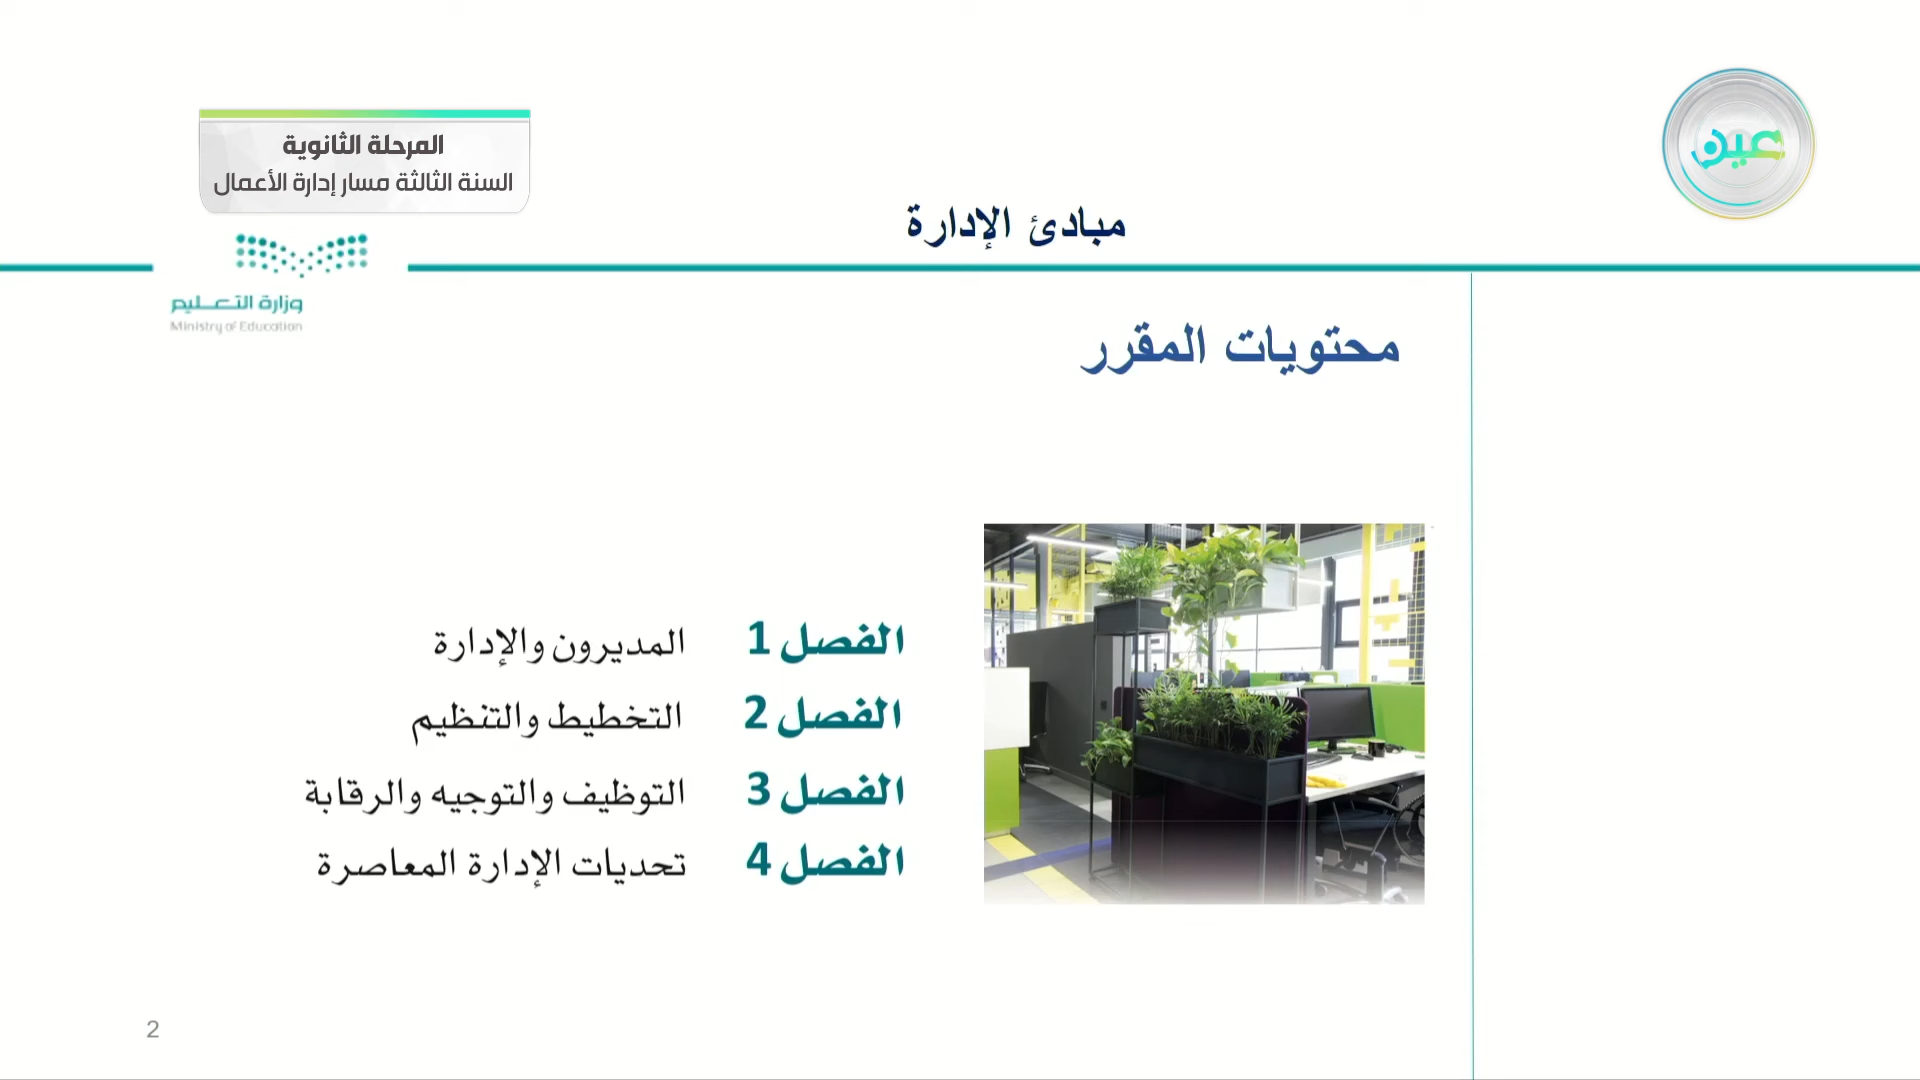 المرحلة الثانوية
السنة الثالثة مسار إدارة الأعمال
عين
مبادئ الإدارة
وزارة التعليم
Ministry of Education
محتويات المقرر
الفصل 1 المديرون والإدارة
الفصل 2 التخطيط والتنظيم
الفصل 3 التوظيف والتوجيه والرقابة
الفصل 4 تحديات الإدارة المعاصرة
2